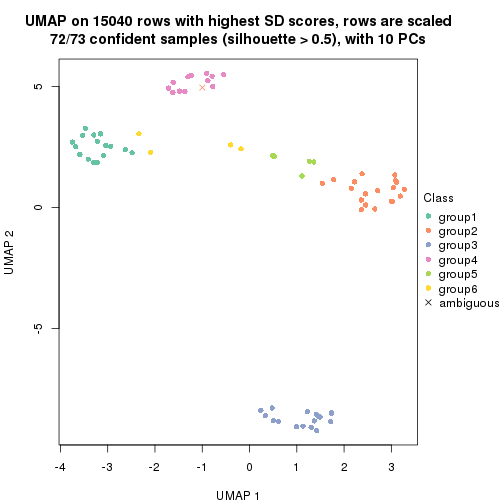 UMAP on 15040 rows with highest SD scores, rows are scaled
72/73 confident samples (silhouette > 0.5), with 10 PCs
5
0
-5
UMAP 2
-4 -3 -2 -1 0 1 2 3
UMAP 1
Class
group1
group2
group3
group4
group5
group6
ambiguous